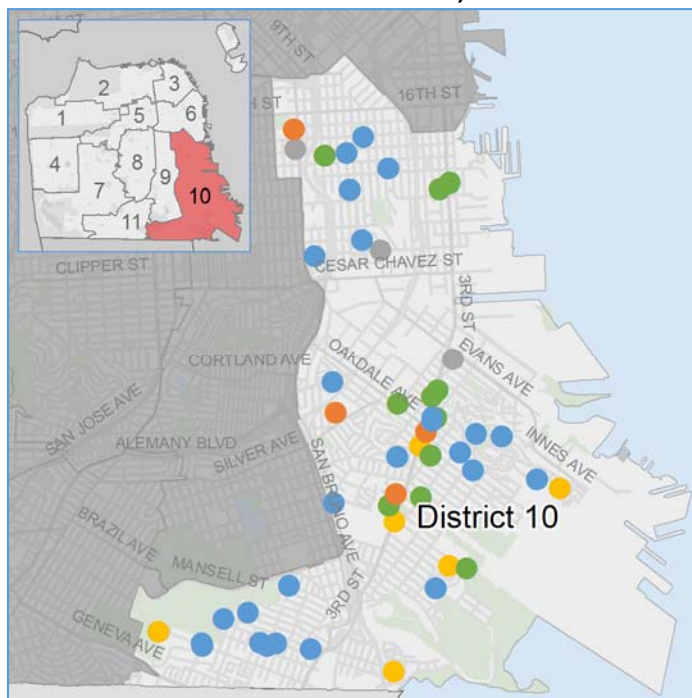 9TH ST
16TH ST
H ST
2
3
1
5
6
4
7
8
9
10
11
CLIPPER ST
CESAR CHAVEZ ST
3RD ST
EVANS AVE
CORTLAND AVE
OAKDALE AVE
SAN JOSE AVE
ALEMANY BLVD
SILVER AVE
SAN BRUNO AVE
INNES AVE
District 10
BRAZIL AVE
MANSELL ST
3RD ST
GENEVA AVE